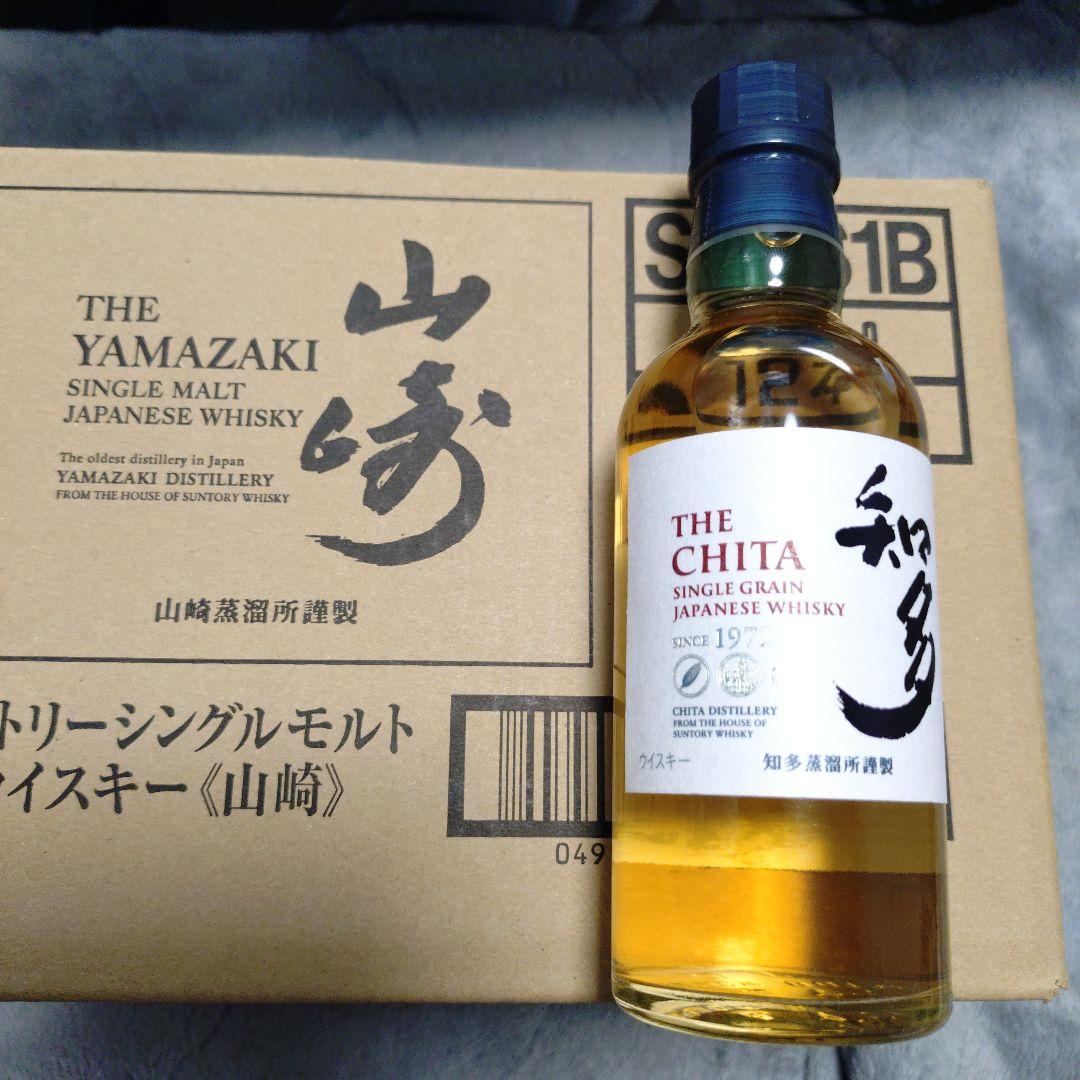 THE
YAMAZAKI
SINGLE MALT
JAPANESE WHISKY
The oldest distillery in Japan
YAMAZAKI DISTILLERY
FROM THE HOUSE OF SUNTORY WHISKY
山崎
山崎蒸溜所謹製
トリーシングルモルト
イスキー《山崎》
S
S1B
049
THE
CHITA
SINGLE GRAIN
JAPANESE WHISKY
SINCE 1972
CHITA DISTILLERY
FROM THE HOUSE OF
SUNTORY WHISKY
知多
ウイスキー
知多蒸溜所謹製